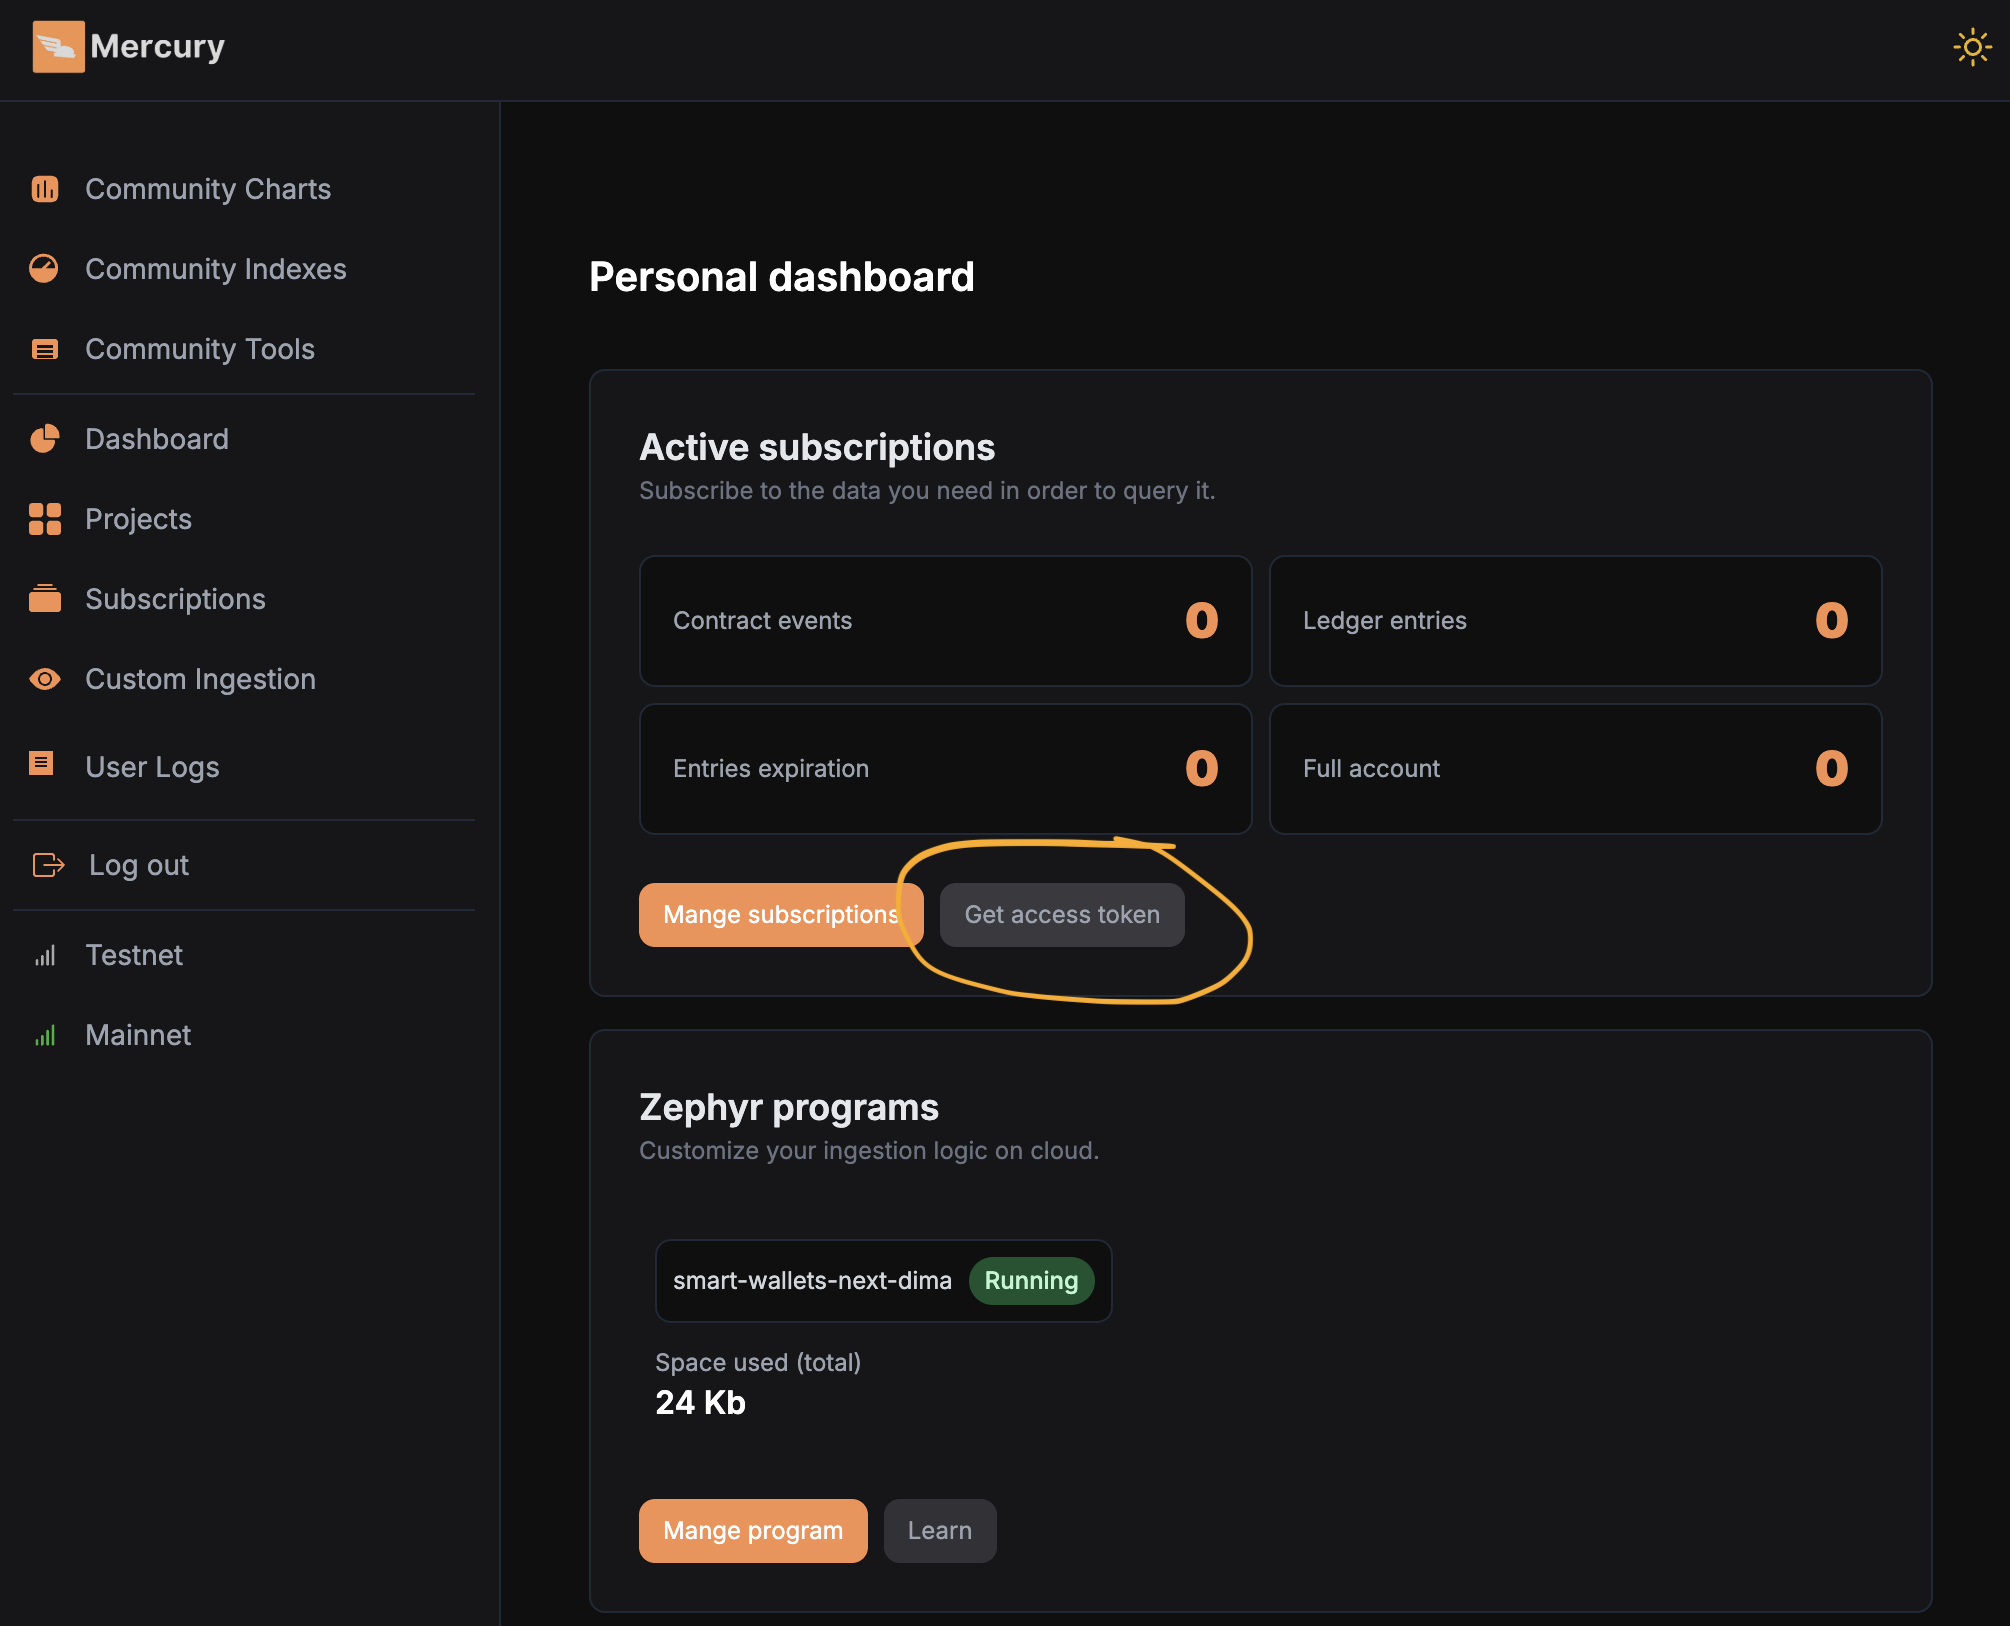 Mercury
Community Charts
Community Indexes
Community Tools
Dashboard
Projects
Subscriptions
Custom Ingestion
User Logs
Log out
Testnet
Mainnet
Personal dashboard
Active subscriptions
Subscribe to the data you need in order to query it.
Contract events 0
Ledger entries 0
Entries expiration 0
Full account 0
Mange subscriptions
Get access token
Zephyr programs
Customize your ingestion logic on cloud.
smart-wallets-next-dima Running
Space used (total)
24 Kb
Mange program
Learn